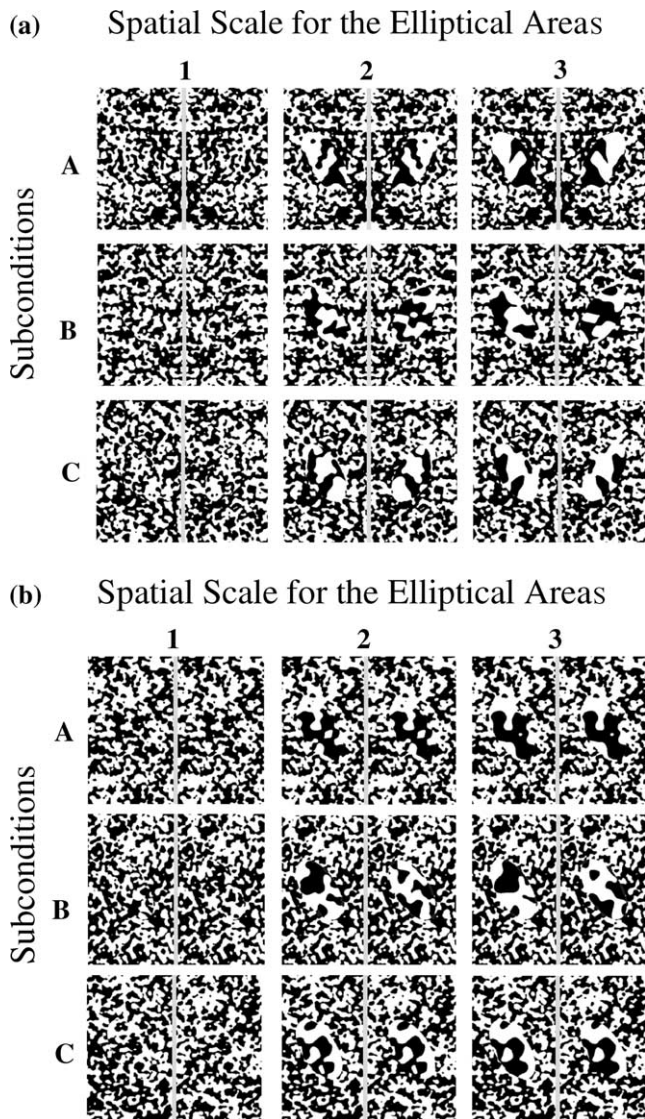 (a) Spatial Scale for the Elliptical Areas
1 2 3
Subconditions
A
B
C
(b) Spatial Scale for the Elliptical Areas
1 2 3
Subconditions
A
B
C